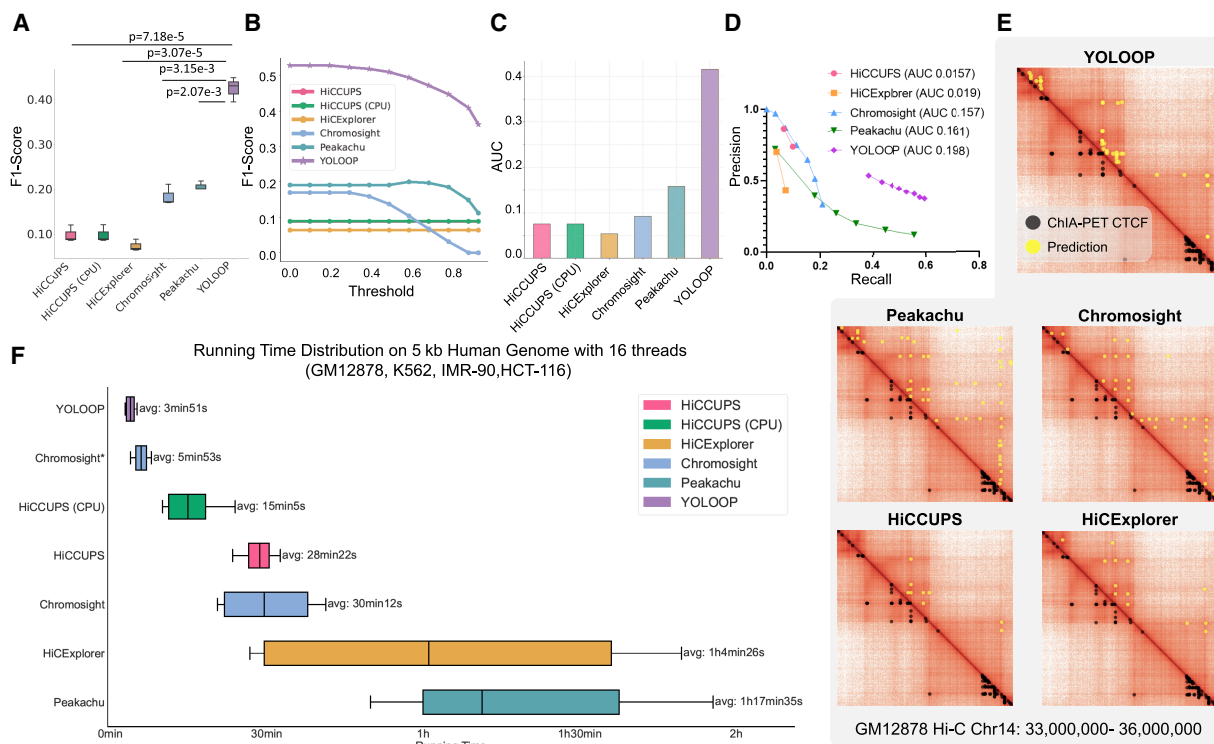 A
p=7.18e-5
p=3.07e-5
p=3.15e-3
p=2.07e-3
F1-Score
0.40
0.30
0.20
0.10
HiCCUPS
HiCCUPS (CPU)
HiCExplorer
Chromosight
Peakachu
YOLOOP
B
F1-Score
0.5
0.4
0.3
0.2
0.1
0.0
HiCCUPS
HiCCUPS (CPU)
HiCExplorer
Chromosight
Peakachu
YOLOOP
0.0
0.2
0.4
0.6
0.8
Threshold
C
AUC
0.4
0.3
0.2
0.1
0.0
HiCCUPS
HiCCUPS (CPU)
HiCExplorer
Chromosight
Peakachu
YOLOOP
D
HiCCUFS (AUC 0.0157)
HiCExpbrer (AUC 0.019)
Chromosight (AUC 0.157)
Peakachu (AUC 0.161)
YOLOOP (AUC 0.198)
Precision
1.0
0.5
0.0
0.0
0.2
0.4
0.6
0.8
Recall
E
YOLOOP
ChIA-PET CTCF
Prediction
Peakachu
Chromosight
HiCCUPS
HiCExplorer
GM12878 Hi-C Chr14: 33,000,000- 36,000,000
F
Running Time Distribution on 5 kb Human Genome with 16 threads
(GM12878, K562, IMR-90,HCT-116)
YOLOOP
avg: 3min51s
Chromosight*
avg: 5min53s
HiCCUPS (CPU)
avg: 15min5s
HiCCUPS
avg: 28min22s
Chromosight
avg: 30min12s
HiCExplorer
avg: 1h4min26s
Peakachu
avg: 1h17min35s
HiCCUPS
HiCCUPS (CPU)
HiCExplorer
Chromosight
Peakachu
YOLOOP
0min
30min
1h
1h30min
2h
Running Time